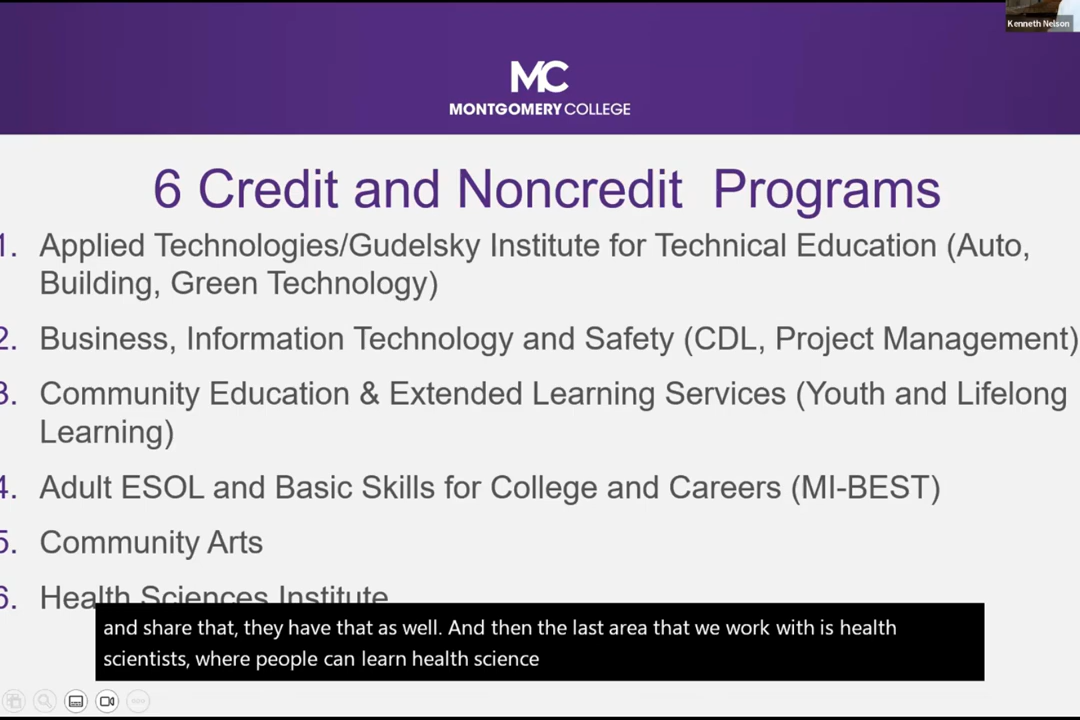 Kenneth Nelson
MC
MONTGOMERY COLLEGE
6 Credit and Noncredit Programs
1. Applied Technologies/Gudelsky Institute for Technical Education (Auto,
Building, Green Technology)
2. Business, Information Technology and Safety (CDL, Project Management)
3. Community Education & Extended Learning Services (Youth and Lifelong
Learning)
4. Adult ESOL and Basic Skills for College and Careers (MI-BEST)
5. Community Arts
6. Health Sciences Institute
and share that, they have that as well. And then the last area that we work with is health
scientists, where people can learn health science